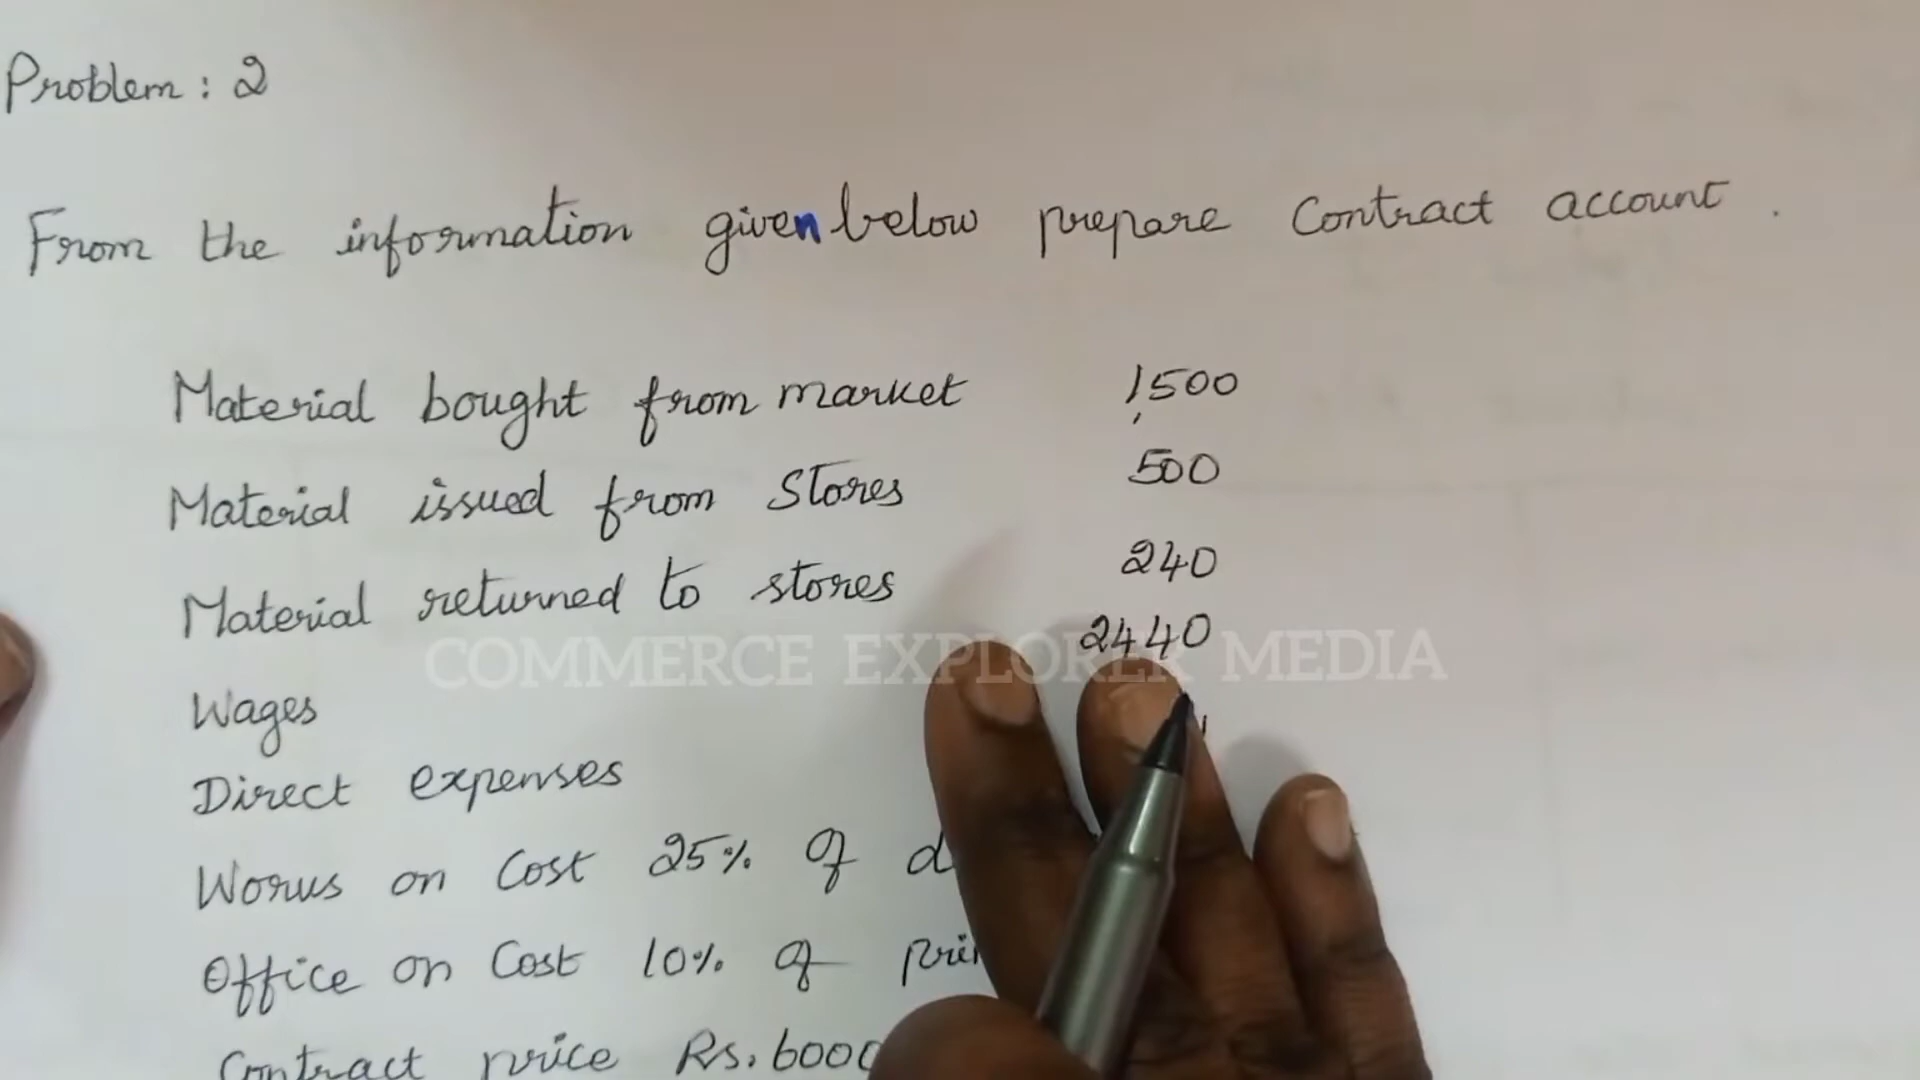 Problem : 2
From the information given below prepare Contract account .
Material bought from market 1,500
Material issued from Stores 500
Material returned to stores 240
COMMERCE EXPLORER MEDIA
Wages 2440
Direct expenses
Works on Cost 25% of
Office on Cost 10% of
Contract price Rs.